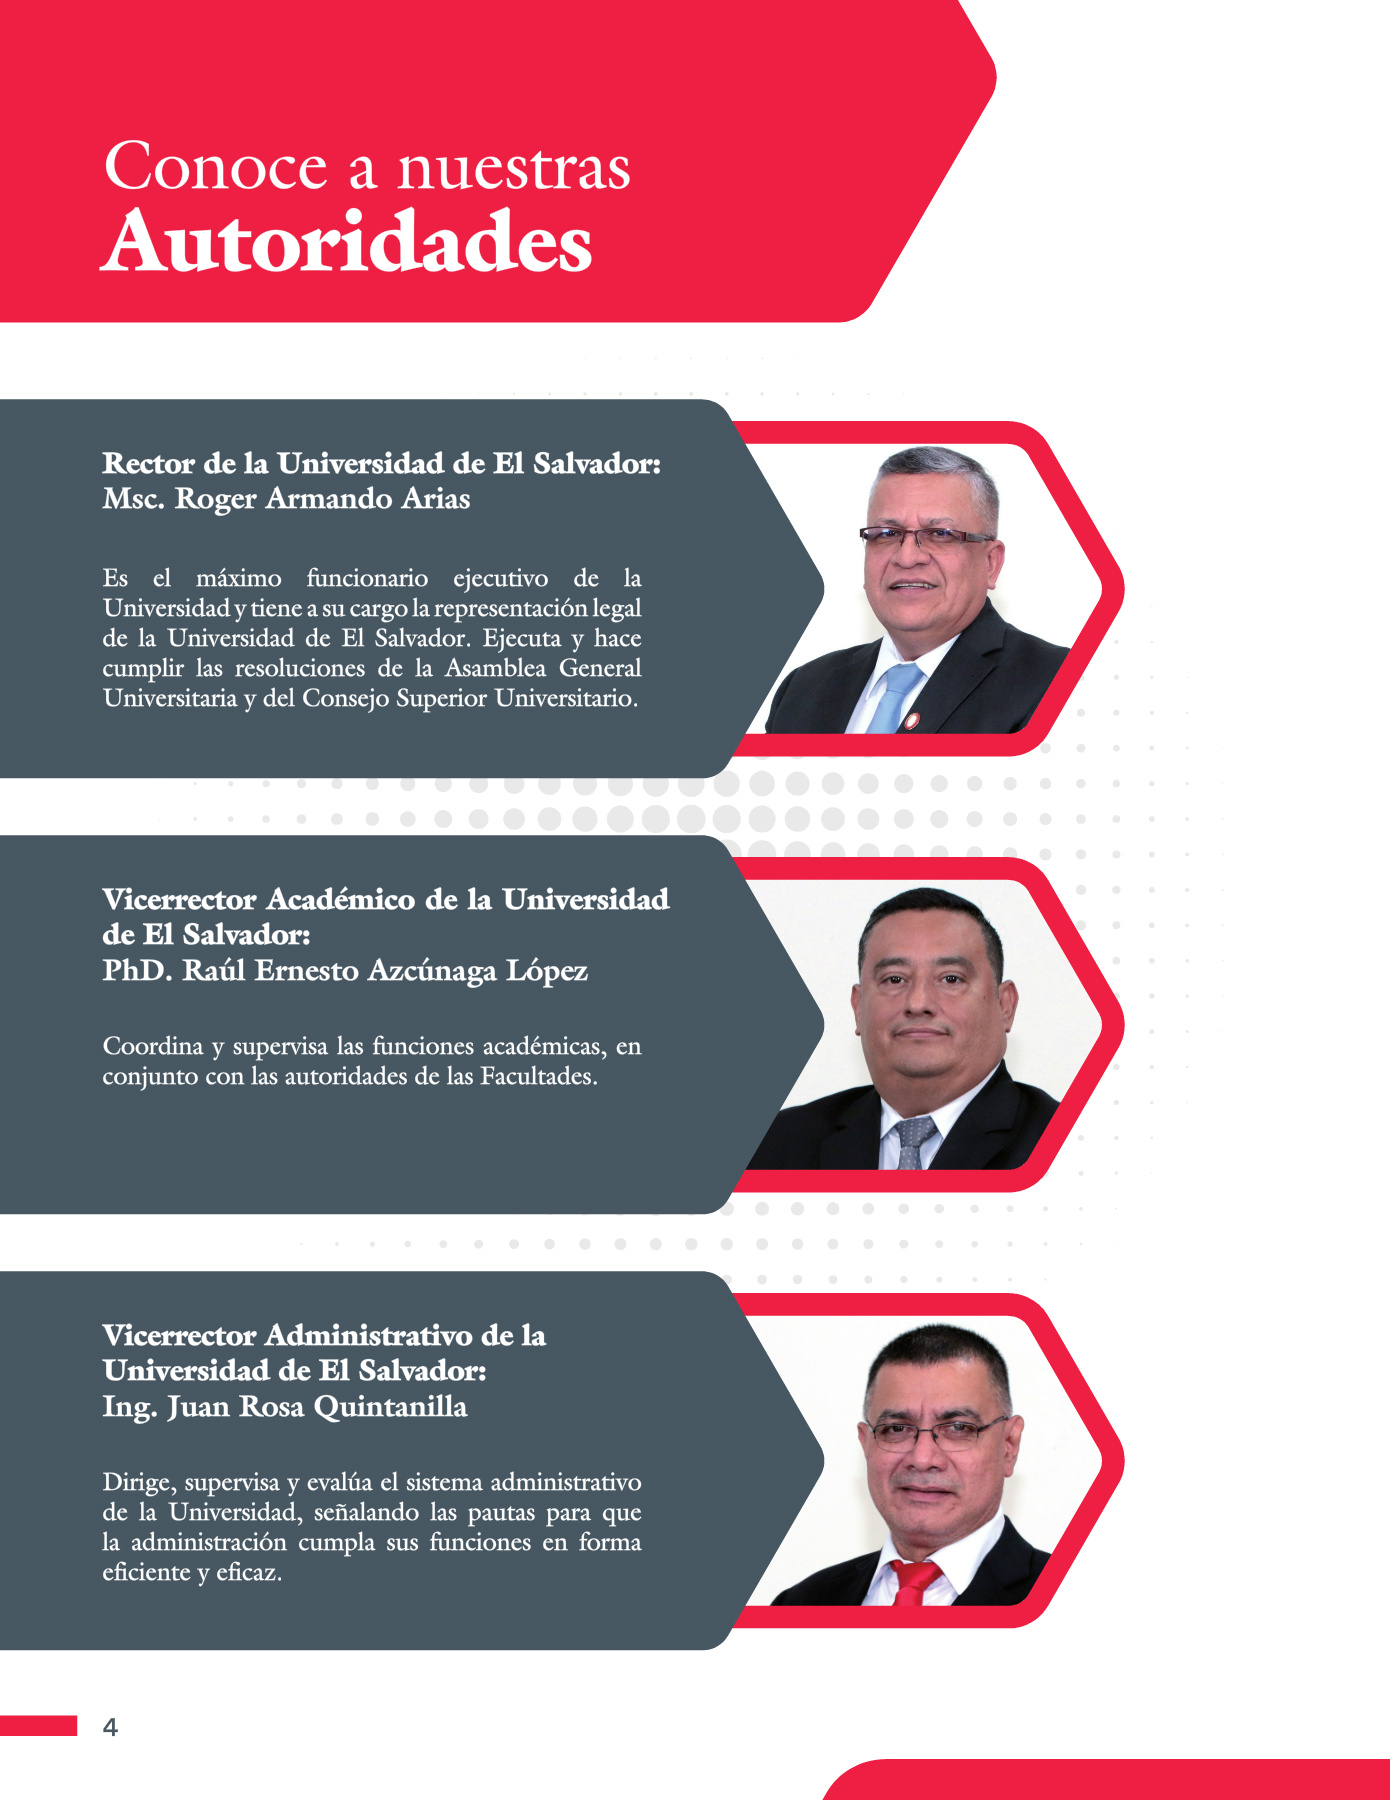 Conoce a nuestras
Autoridades
Rector de la Universidad de El Salvador:
Msc. Roger Armando Arias
Es el máximo funcionario ejecutivo de la
Universidad y tiene a su cargo la representación legal
de la Universidad de El Salvador. Ejecuta y hace
cumplir las resoluciones de la Asamblea General
Universitaria y del Consejo Superior Universitario.
Vicerrector Académico de la Universidad
de El Salvador:
PhD. Raúl Ernesto Azcúnaga López
Coordina y supervisa las funciones académicas, en
conjunto con las autoridades de las Facultades.
Vicerrector Administrativo de la
Universidad de El Salvador:
Ing. Juan Rosa Quintanilla
Dirige, supervisa y evalúa el sistema administrativo
de la Universidad, señalando las pautas para que
la administración cumpla sus funciones en forma
eficiente y eficaz.
4